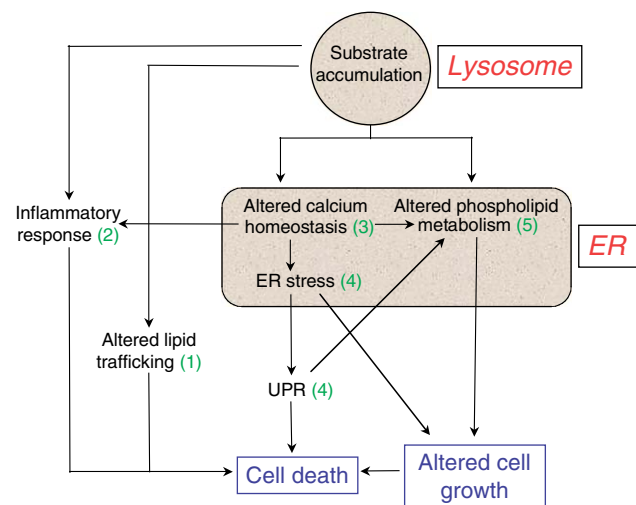 Substrate
accumulation
Lysosome
Inflammatory
response (2)
Altered calcium
homeostasis (3)
Altered phospholipid
metabolism (5)
ER
ER stress (4)
Altered lipid
trafficking (1)
UPR (4)
Cell death
Altered cell
growth